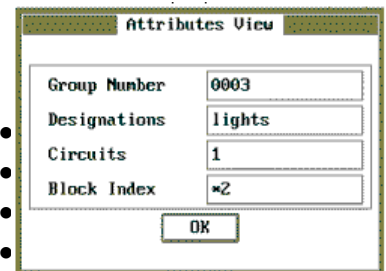 Attributes View
Group Number 0003
Designations lights
Circuits 1
Block Index *2
OK